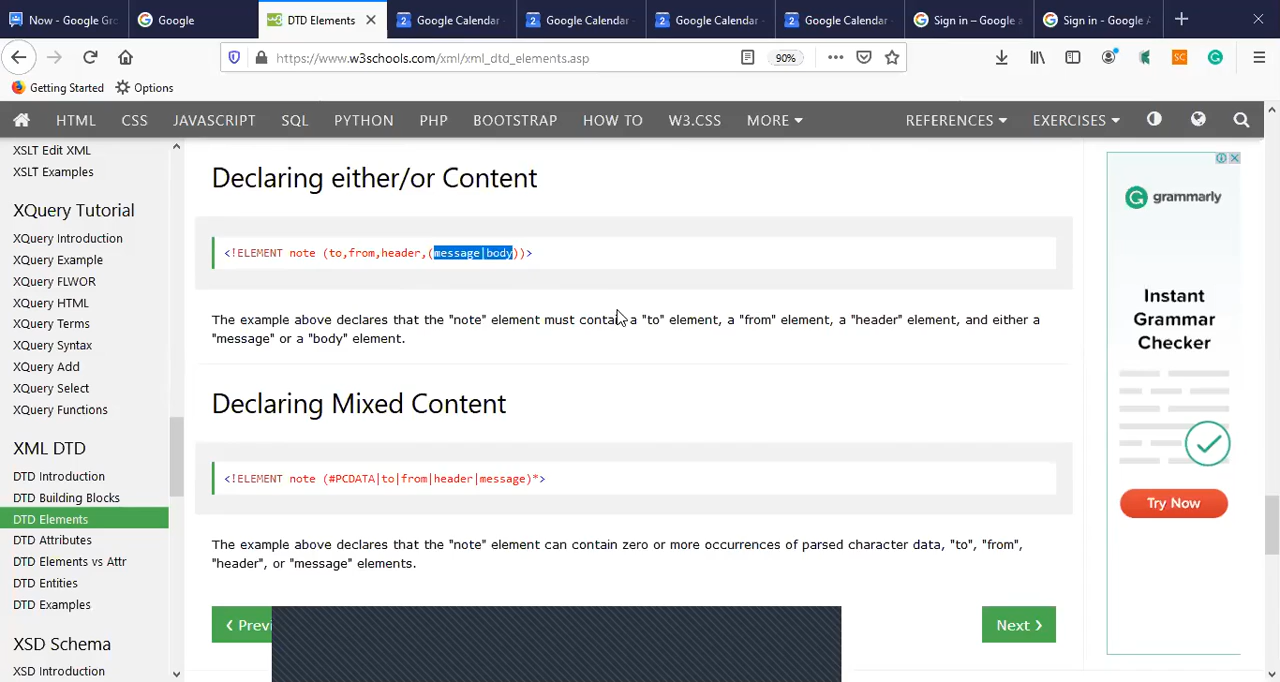 Now - Google Gro
Google
DTD Elements
Google Calendar
Google Calendar
Google Calendar
Google Calendar
Sign in – Google a
Sign in - Google A
https://www.w3schools.com/xml/xml_dtd_elements.asp
90%
Getting Started
Options
HTML
CSS
JAVASCRIPT
SQL
PYTHON
PHP
BOOTSTRAP
HOW TO
W3.CSS
MORE
REFERENCES
EXERCISES
XSLT Edit XML
XSLT Examples
XQuery Tutorial
XQuery Introduction
XQuery Example
XQuery FLWOR
XQuery HTML
XQuery Terms
XQuery Syntax
XQuery Add
XQuery Select
XQuery Functions
XML DTD
DTD Introduction
DTD Building Blocks
DTD Elements
DTD Attributes
DTD Elements vs Attr
DTD Entities
DTD Examples
XSD Schema
XSD Introduction
Declaring either/or Content
<!ELEMENT note (to,from,header,(message|body))>
The example above declares that the "note" element must contain a "to" element, a "from" element, a "header" element, and either a
"message" or a "body" element.
Declaring Mixed Content
<!ELEMENT note (#PCDATA|to|from|header|message)*>
The example above declares that the "note" element can contain zero or more occurrences of parsed character data, "to", "from",
"header", or "message" elements.
❮ Previ
Next ❯
grammarly
Instant
Grammar
Checker
Try Now